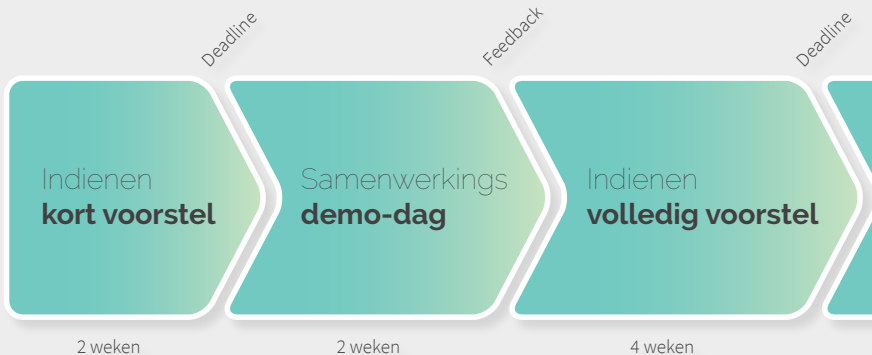 Deadline
Feedback
Deadline
Indienen
kort voorstel
Samenwerkings
demo-dag
Indienen
volledig voorstel
2 weken
2 weken
4 weken